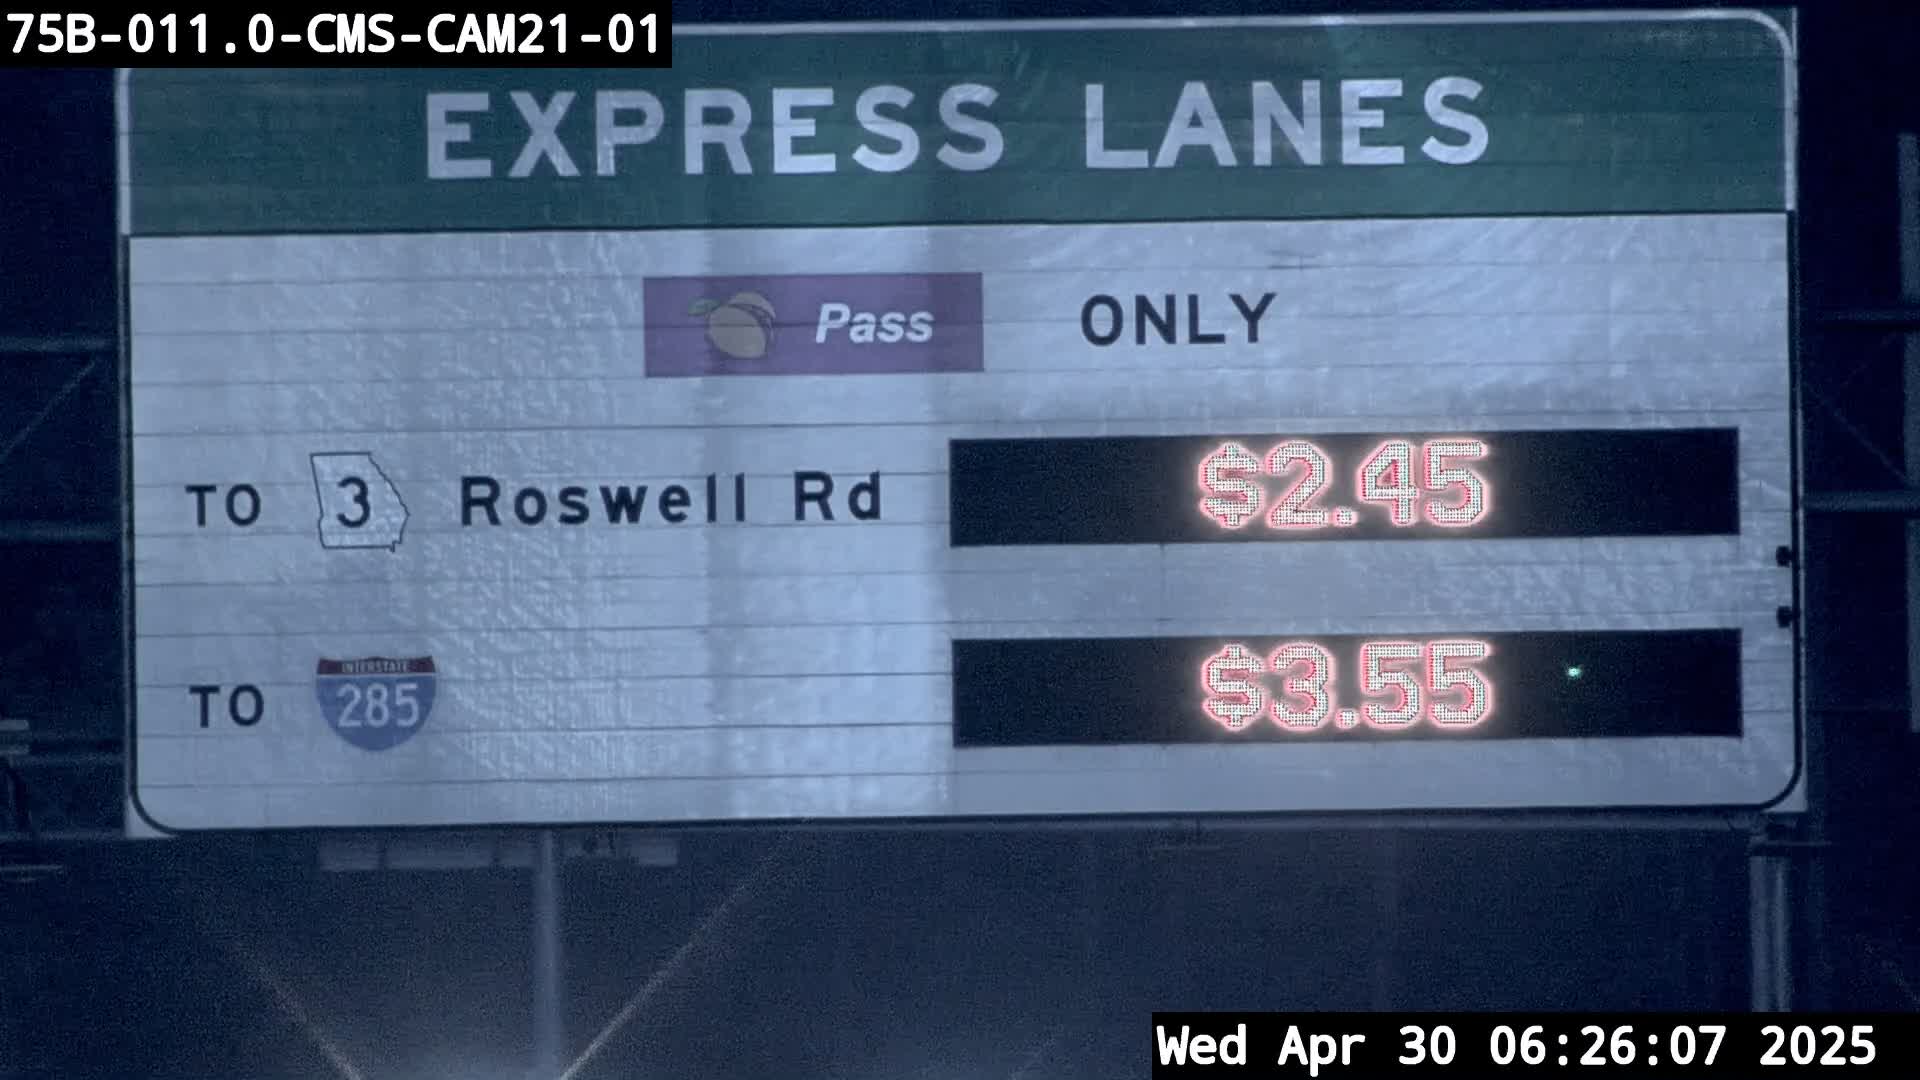 75B-011.0-CMS-CAM21-01
EXPRESS LANES
Pass ONLY
TO 3 Roswell Rd $2.45
TO INTERSTATE 285 $3.55
Wed Apr 30 06:26:07 2025